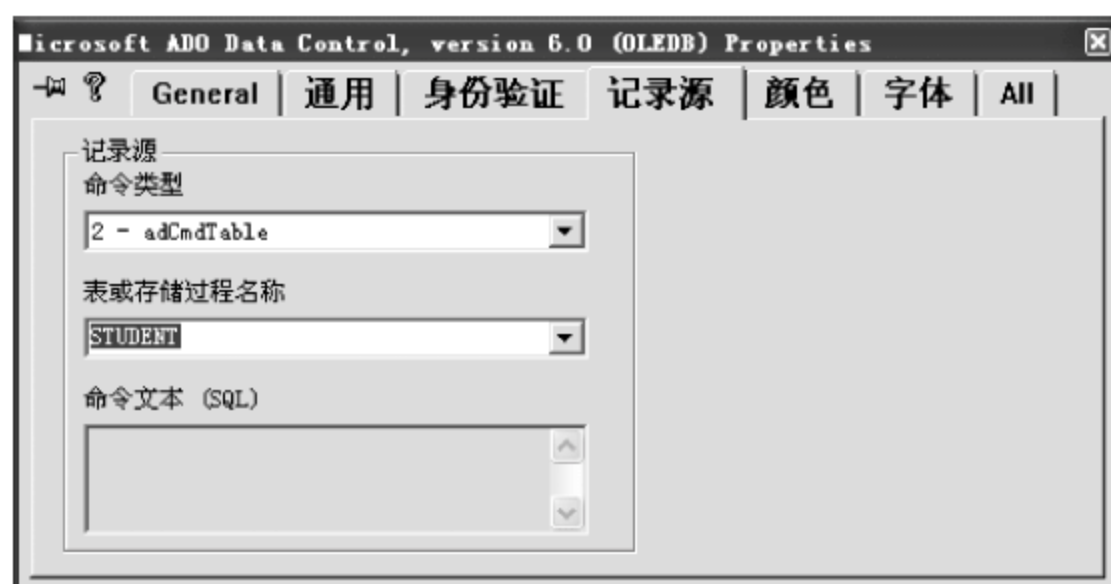 Microsoft ADO Data Control, version 6.0 (OLEDB) Properties
General 通用 身份验证 记录源 颜色 字体 All
记录源
命令类型
2 - adCmdTable
表或存储过程名称
STUDENT
命令文本 (SQL)